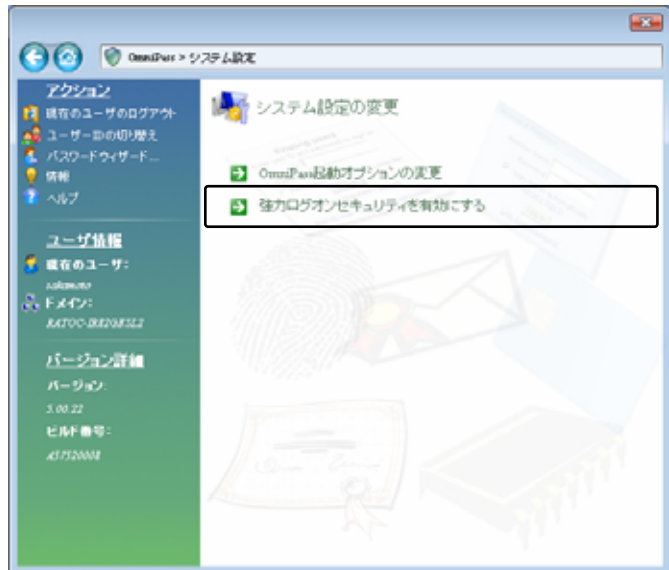 OmniPass > システム設定
アクション
現在のユーザのログアウト
ユーザーIDの切り替え
パスワードウィザード...
情報
ヘルプ
ユーザ情報
現在のユーザ:
sakamoto
ドメイン:
バージョン詳細
バージョン:
5.00.22
ビルド番号:
システム設定の変更
OmniPass起動オプションの変更
強力ログオンセキュリティを有効にする